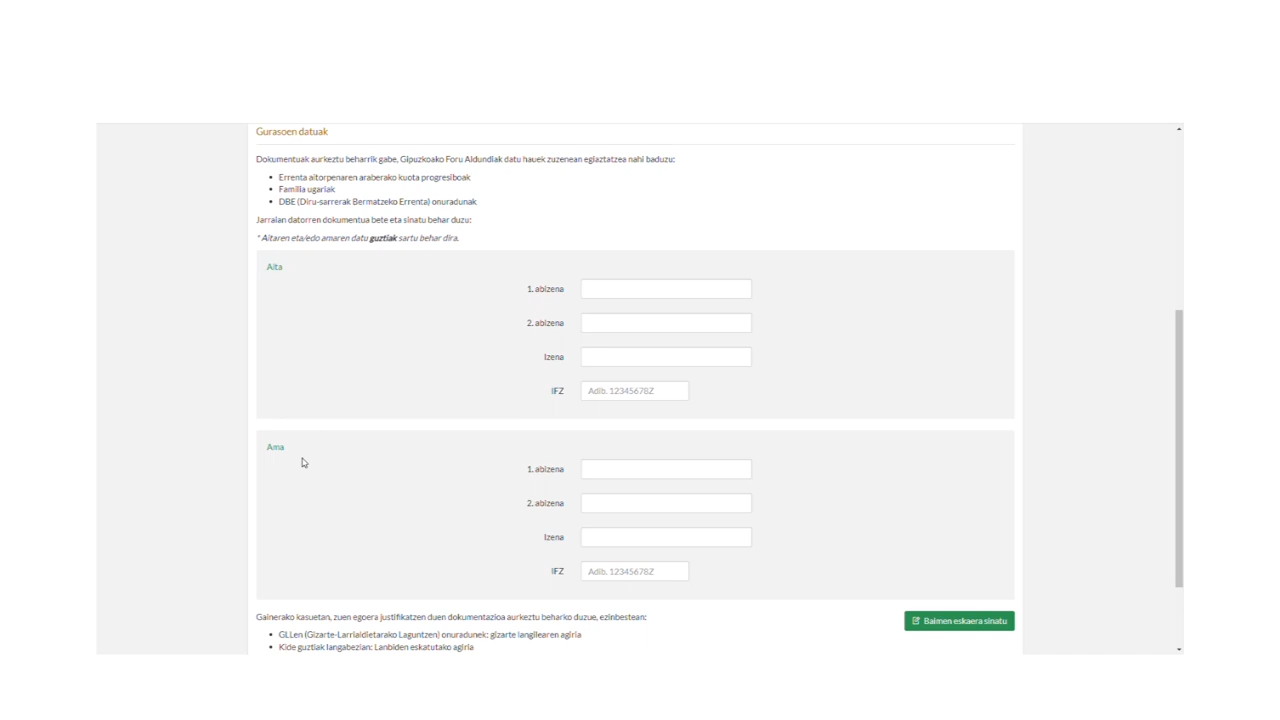 Gurasoen datuak
Dokumentuak aurkeztu beharrik gabe, Gipuzkoako Foru Aldundiak datu hauek zuzenean egiaztatzea nahi baduzu:
• Errenta aitorpenaren araberako kuota progresiboak
• Familia ugariak
• DBE (Diru-sarrerak Bermatzeko Errenta) onuradunak
Jarraian datorren dokumentua bete eta sinatu behar duzu:
* Aitaren eta/edo amaren datu guztiak sartu behar dira.
Aita
1. abizena
2. abizena
Izena
IFZ Adib. 12345678Z
Ama
1. abizena
2. abizena
Izena
IFZ Adib. 12345678Z
Gainerako kasuetan, zuen egoera justifikatzen duen dokumentazioa aurkeztu beharko duzue, ezinbestean:
Baimen eskaera sinatu
• GLLen (Gizarte-Larrialdietarako Laguntzen) onuradunek: gizarte langilearen agiria
• Kide guztiak langabezian: Lanbiden eskatutako agiria